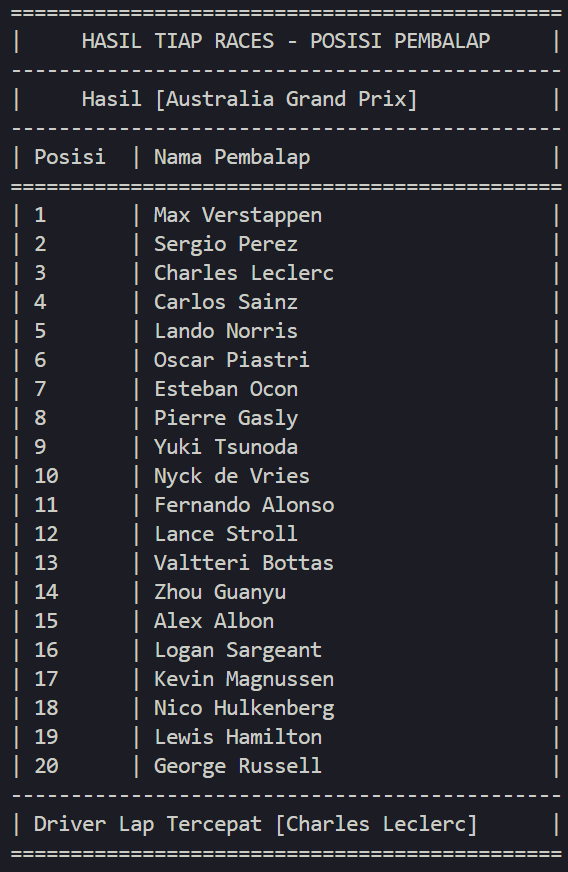 ==============================================
|     HASIL TIAP RACES - POSISI PEMBALAP     |
----------------------------------------------
|     Hasil [Australia Grand Prix]           |
----------------------------------------------
| Posisi  | Nama Pembalap                    |
==============================================
| 1       | Max Verstappen                   |
| 2       | Sergio Perez                     |
| 3       | Charles Leclerc                  |
| 4       | Carlos Sainz                     |
| 5       | Lando Norris                     |
| 6       | Oscar Piastri                    |
| 7       | Esteban Ocon                     |
| 8       | Pierre Gasly                     |
| 9       | Yuki Tsunoda                     |
| 10      | Nyck de Vries                    |
| 11      | Fernando Alonso                  |
| 12      | Lance Stroll                     |
| 13      | Valtteri Bottas                  |
| 14      | Zhou Guanyu                      |
| 15      | Alex Albon                       |
| 16      | Logan Sargeant                   |
| 17      | Kevin Magnussen                  |
| 18      | Nico Hulkenberg                  |
| 19      | Lewis Hamilton                   |
| 20      | George Russell                   |
----------------------------------------------
| Driver Lap Tercepat [Charles Leclerc]      |
==============================================